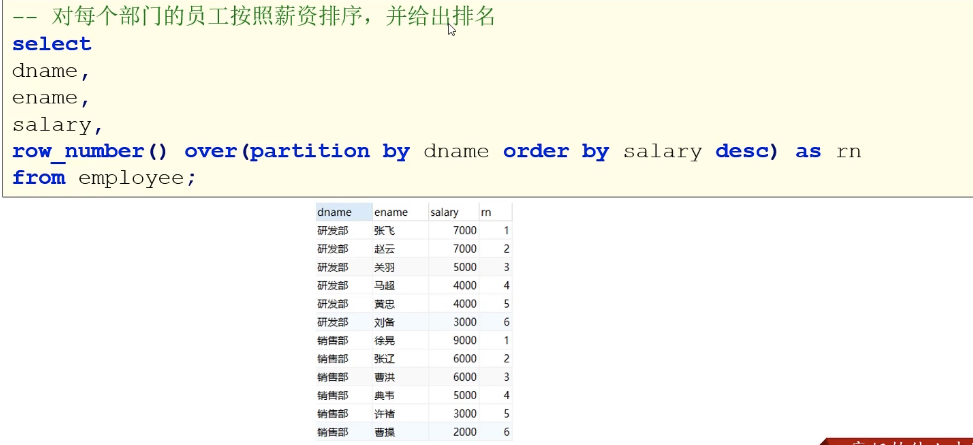 -- 对每个部门的员工按照薪资排序，并给出排名
select
dname,
ename,
salary,
row_number() over(partition by dname order by salary desc) as rn
from employee;
dname ename salary rn
研发部 张飞 7000 1
研发部 赵云 7000 2
研发部 关羽 5000 3
研发部 马超 4000 4
研发部 黄忠 4000 5
研发部 刘备 3000 6
销售部 徐晃 9000 1
销售部 张辽 6000 2
销售部 曹洪 6000 3
销售部 典韦 5000 4
销售部 许褚 3000 5
销售部 曹操 2000 6